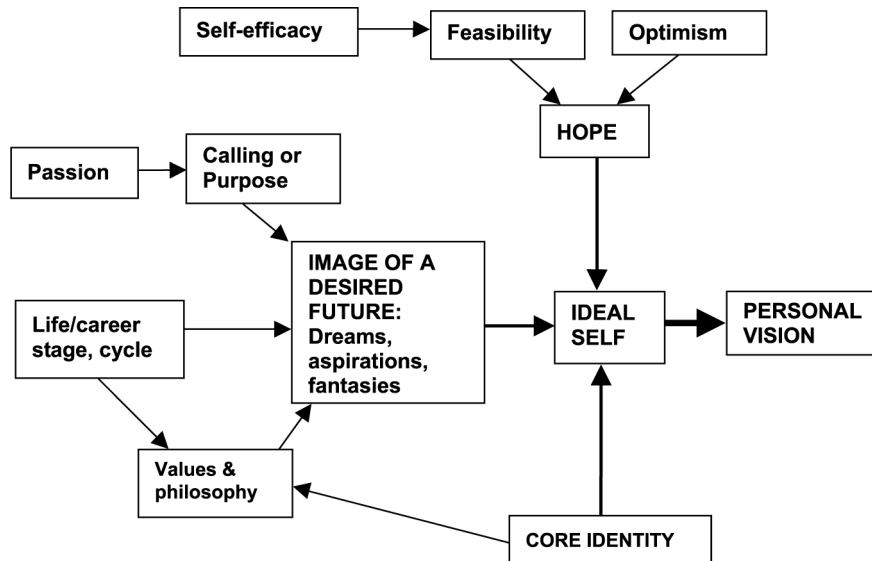 Self-efficacy
Feasibility
Optimism
HOPE
Passion
Calling or
Purpose
IMAGE OF A
DESIRED
FUTURE:
Dreams,
aspirations,
fantasies
Life/career
stage, cycle
IDEAL
SELF
PERSONAL
VISION
Values &
philosophy
CORE IDENTITY